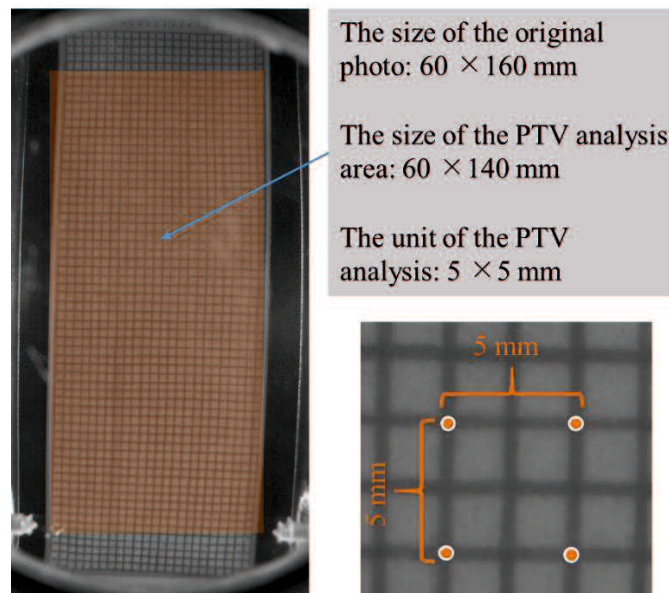 The size of the original
photo: 60 × 160 mm
The size of the PTV analysis
area: 60 × 140 mm
The unit of the PTV
analysis: 5 × 5 mm
5 mm
5 mm